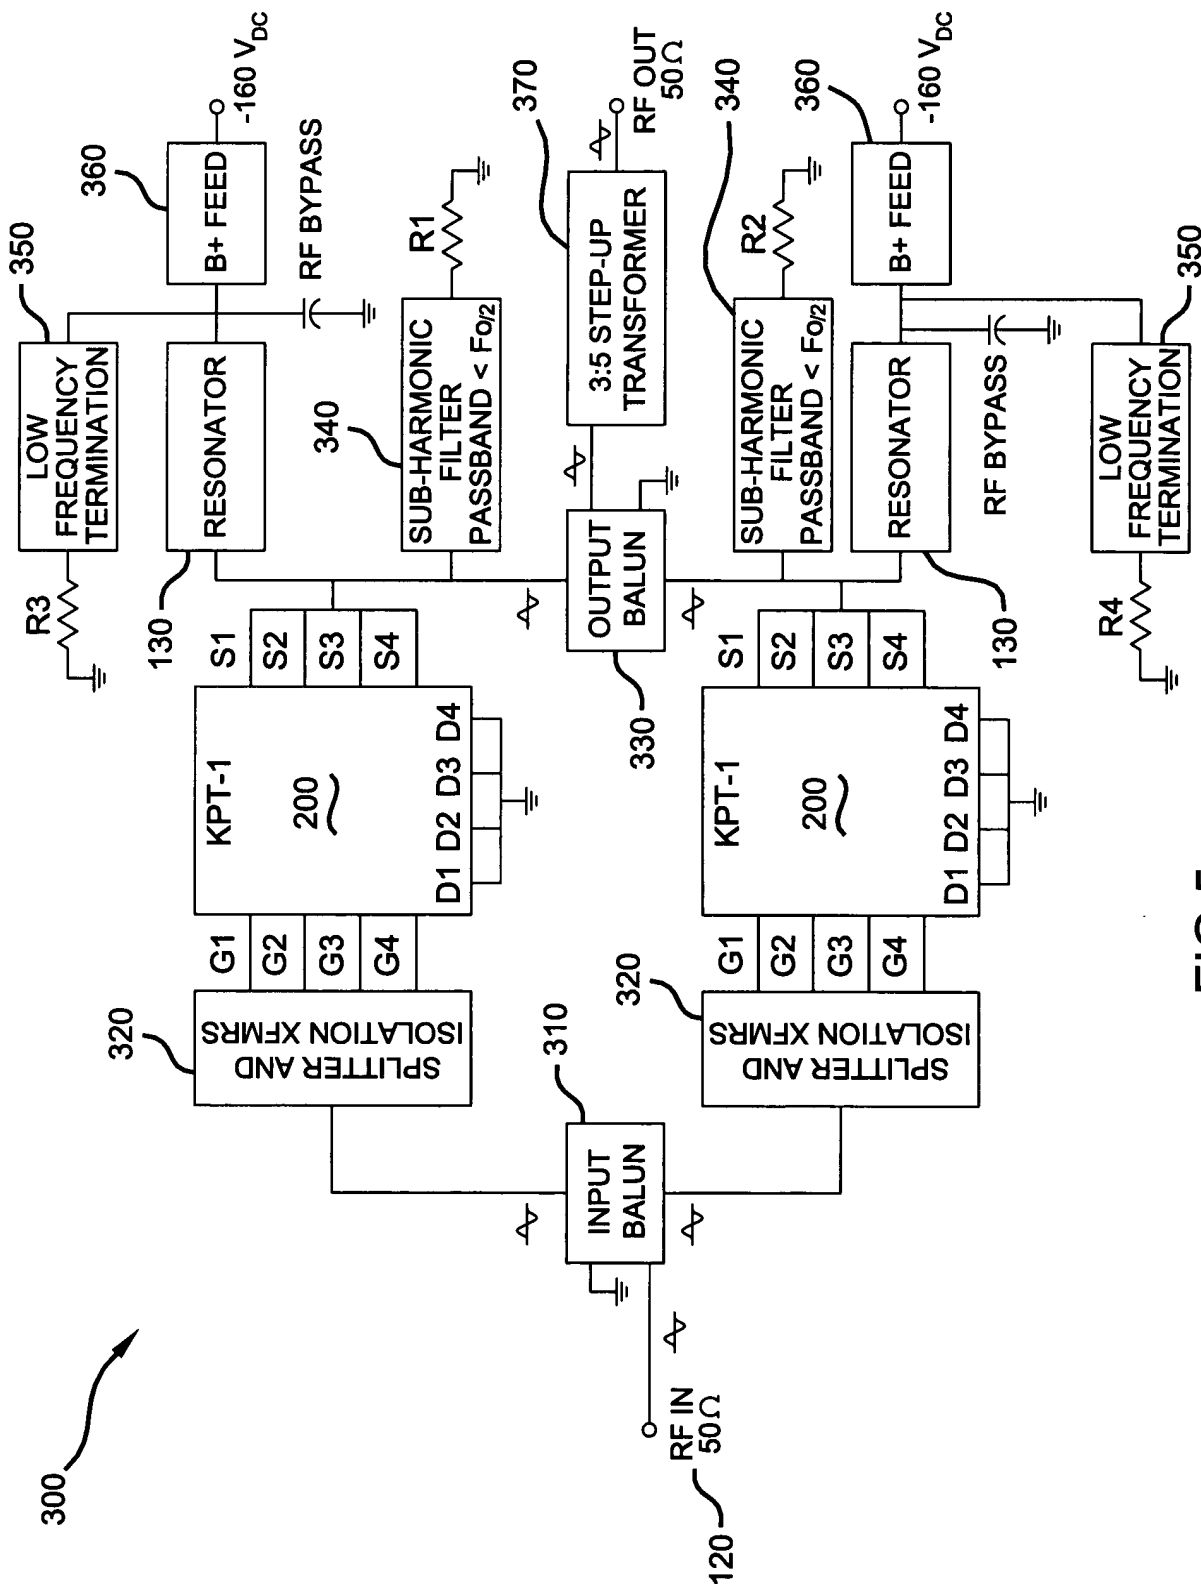 300
120
RF IN
50Ω
INPUT
BALUN
310
320
SPLITTER AND
ISOLATION XFMRS
G1
G2
G3
G4
KPT-1
200
D1 D2 D3 D4
S1
S2
S3
S4
320
SPLITTER AND
ISOLATION XFMRS
G1
G2
G3
G4
KPT-1
200
D1 D2 D3 D4
S1
S2
S3
S4
R3
LOW
FREQUENCY
TERMINATION
350
130
RESONATOR
360
B+ FEED
-160 VDC
RF BYPASS
340
SUB-HARMONIC
FILTER
PASSBAND < Fo/2
R1
OUTPUT
BALUN
330
3:5 STEP-UP
TRANSFORMER
370
RF OUT
50Ω
SUB-HARMONIC
FILTER
PASSBAND < Fo/2
340
R2
RESONATOR
130
B+ FEED
360
-160 VDC
RF BYPASS
R4
LOW
FREQUENCY
TERMINATION
350